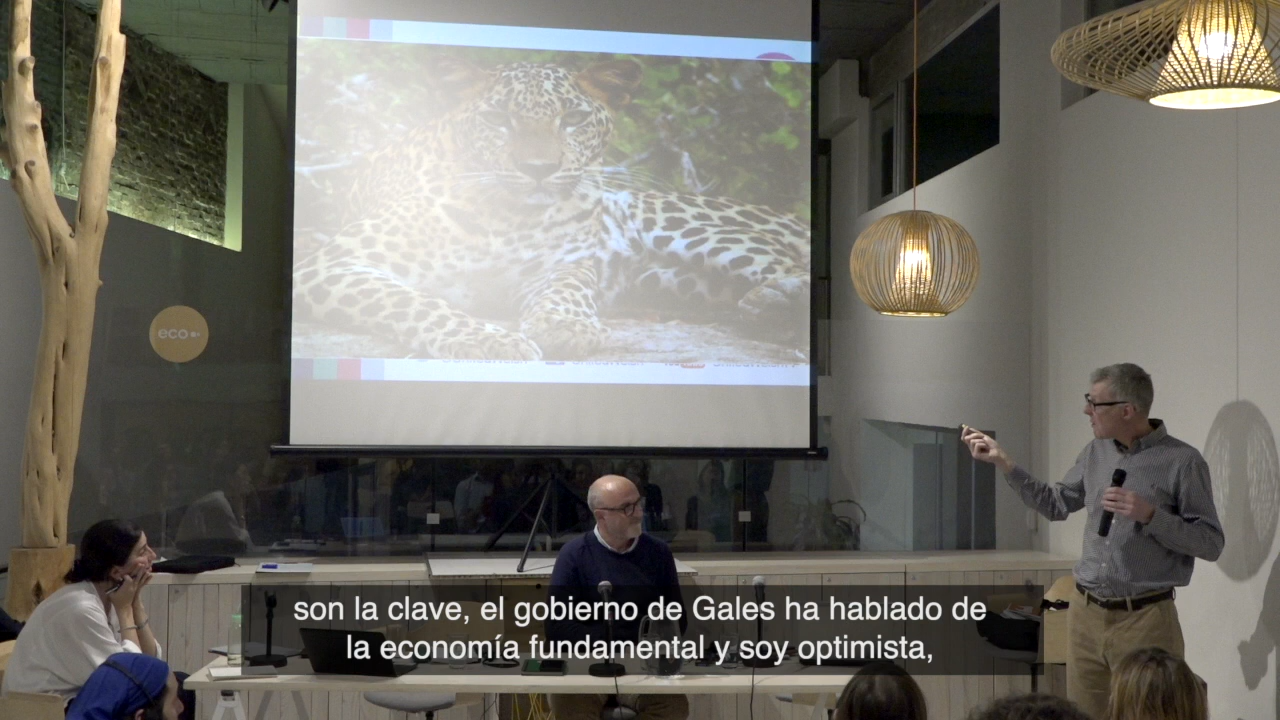 eco
son la clave, el gobierno de Gales ha hablado de
la economía fundamental y soy optimista,